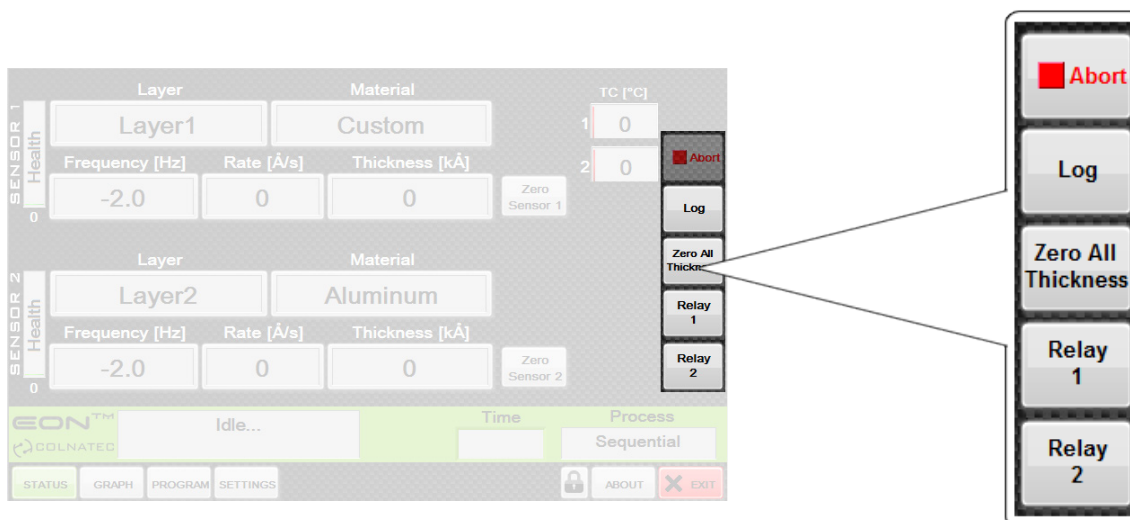 Layer Material TC [°C]
SENSOR 1
Health
0
Layer1 Custom 1 0
Frequency [Hz] Rate [Å/s] Thickness [kÅ] 2 0
-2.0 0 0 Zero
Sensor 1
Layer Material
SENSOR 2
Health
0
Layer2 Aluminum
Frequency [Hz] Rate [Å/s] Thickness [kÅ]
-2.0 0 0 Zero
Sensor 2
Abort
Log
Zero All
Relay
1
Relay
2
EON™ Idle... Time Process
COLNATEC Sequential
STATUS GRAPH PROGRAM SETTINGS ABOUT EXIT
Abort
Log
Zero All
Thickness
Relay
1
Relay
2